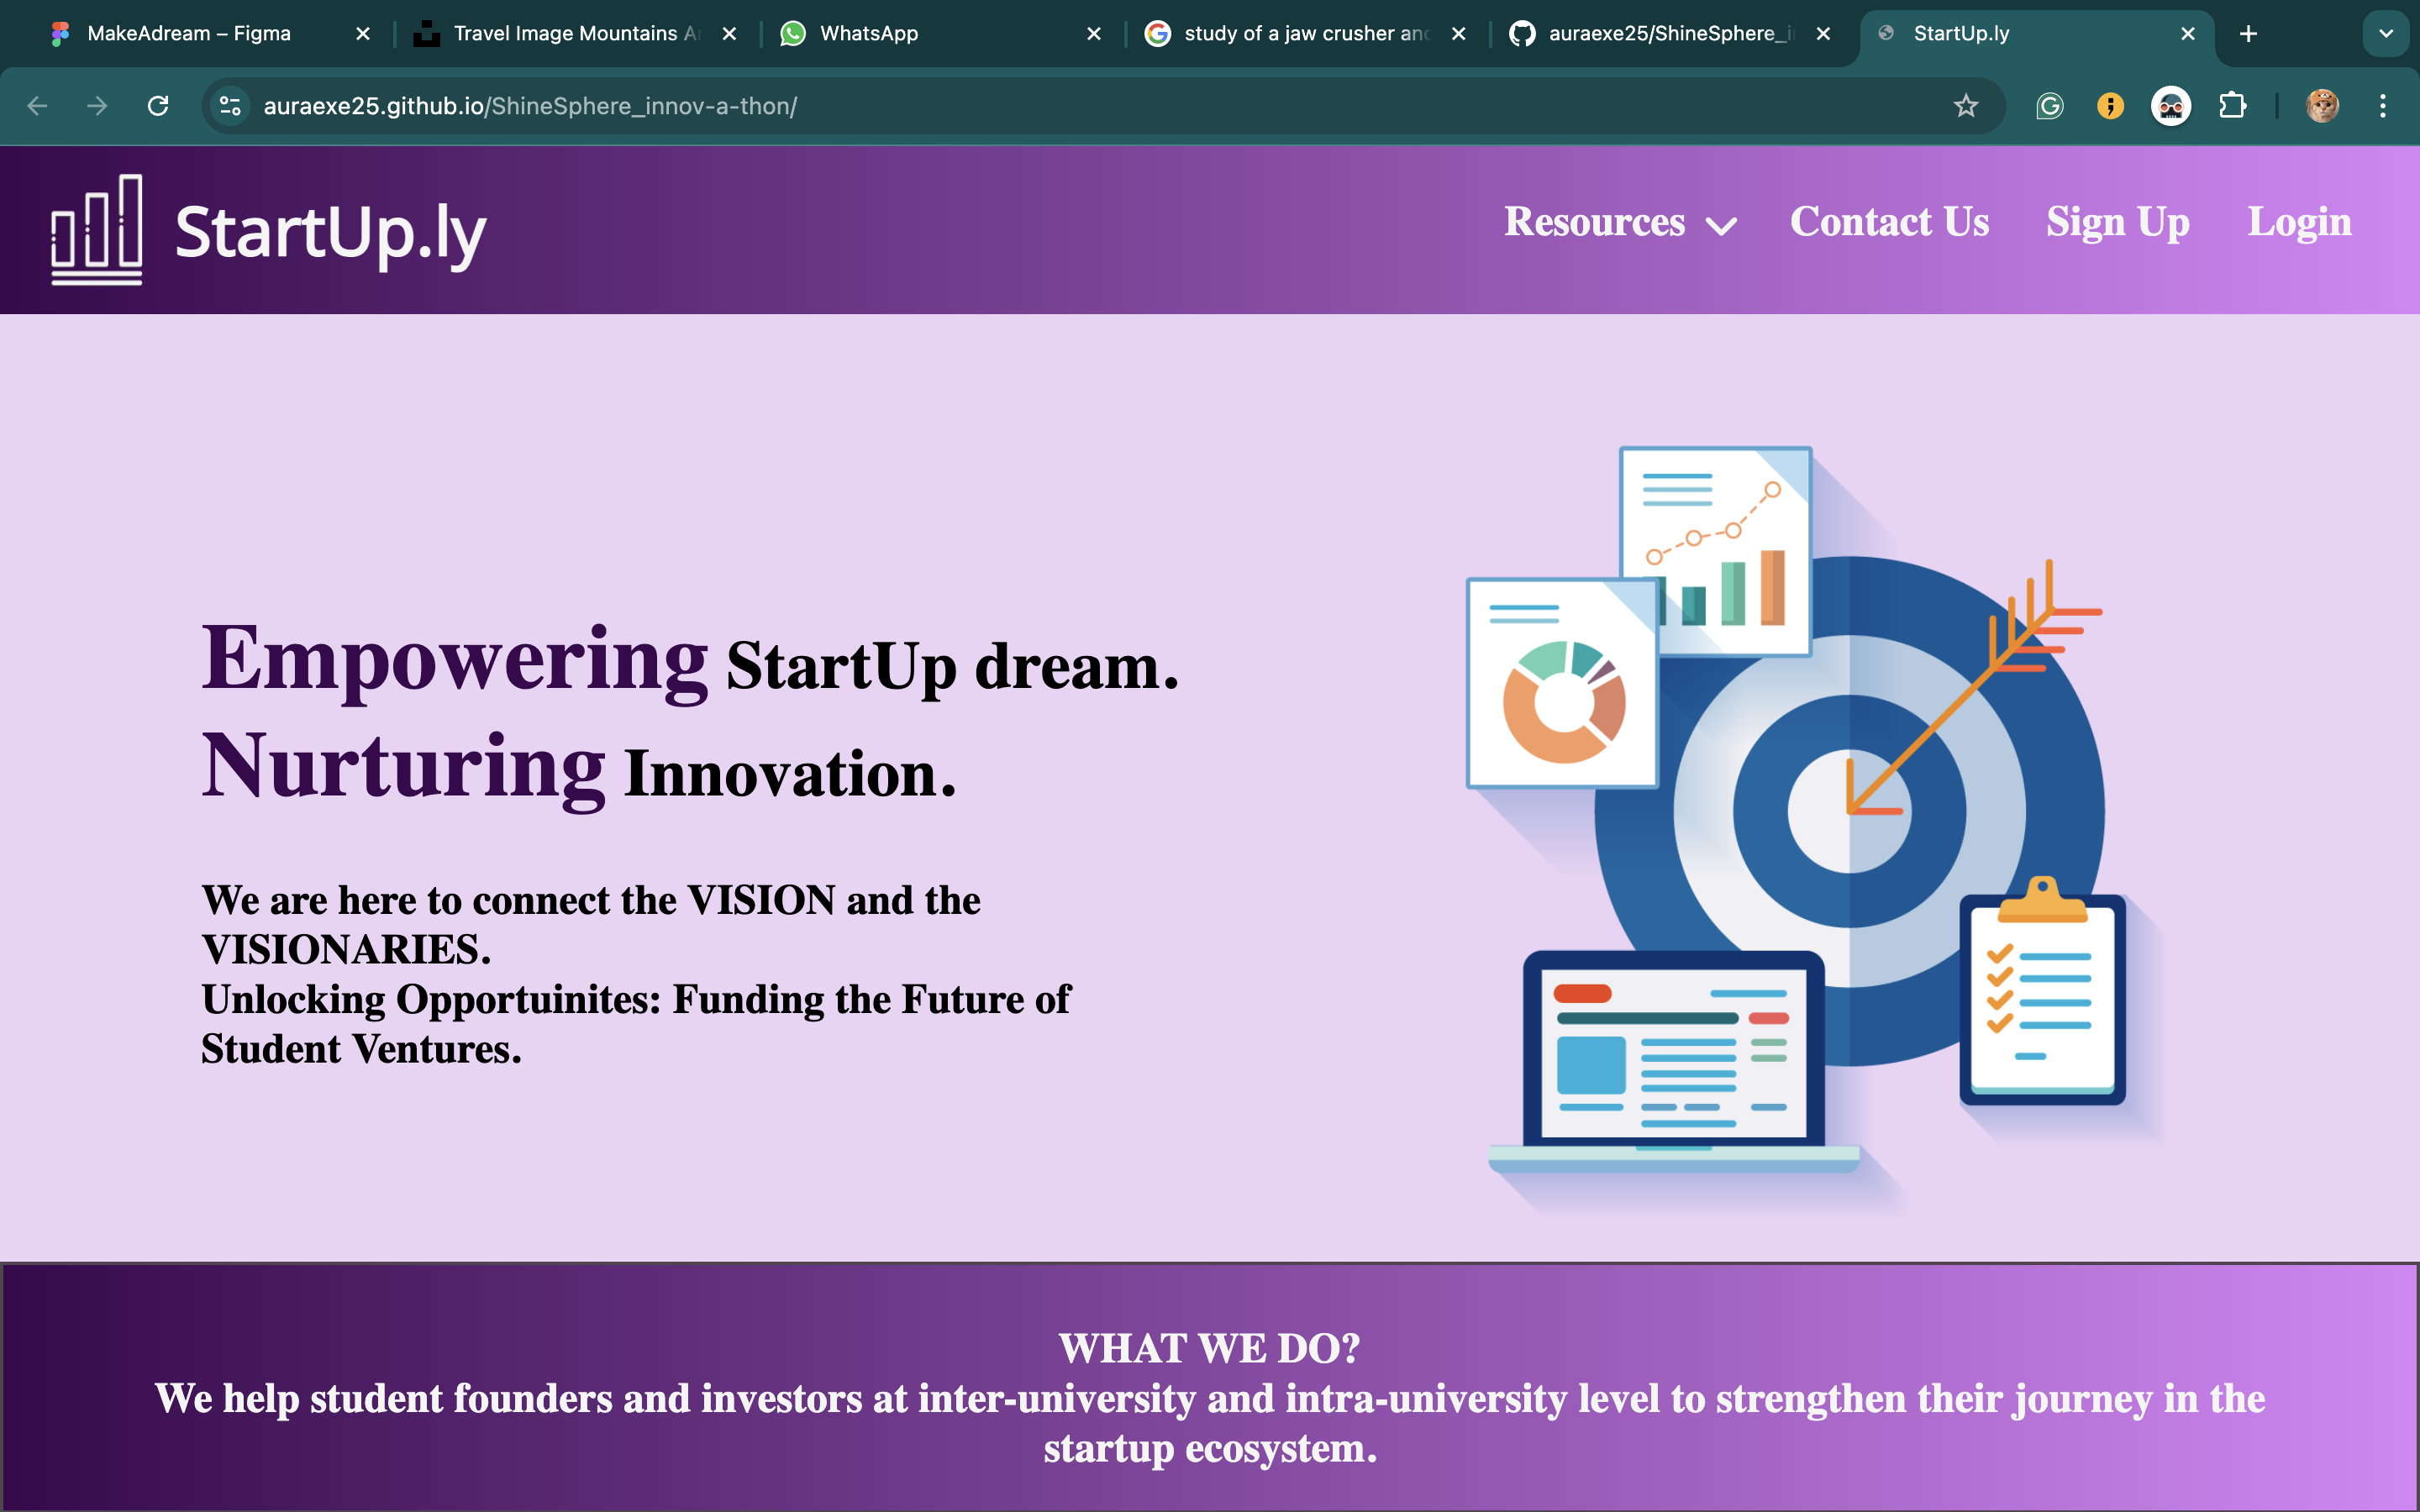 MakeAdream – Figma
Travel Image Mountains
WhatsApp
study of a jaw crusher and
auraexe25/ShineSphere_i
StartUp.ly
auraexe25.github.io/ShineSphere_innov-a-thon/
StartUp.ly
Resources
Contact Us
Sign Up
Login
Empowering StartUp dream.
Nurturing Innovation.
We are here to connect the VISION and the
VISIONARIES.
Unlocking Opportuinites: Funding the Future of
Student Ventures.
WHAT WE DO?
We help student founders and investors at inter-university and intra-university level to strengthen their journey in the
startup ecosystem.